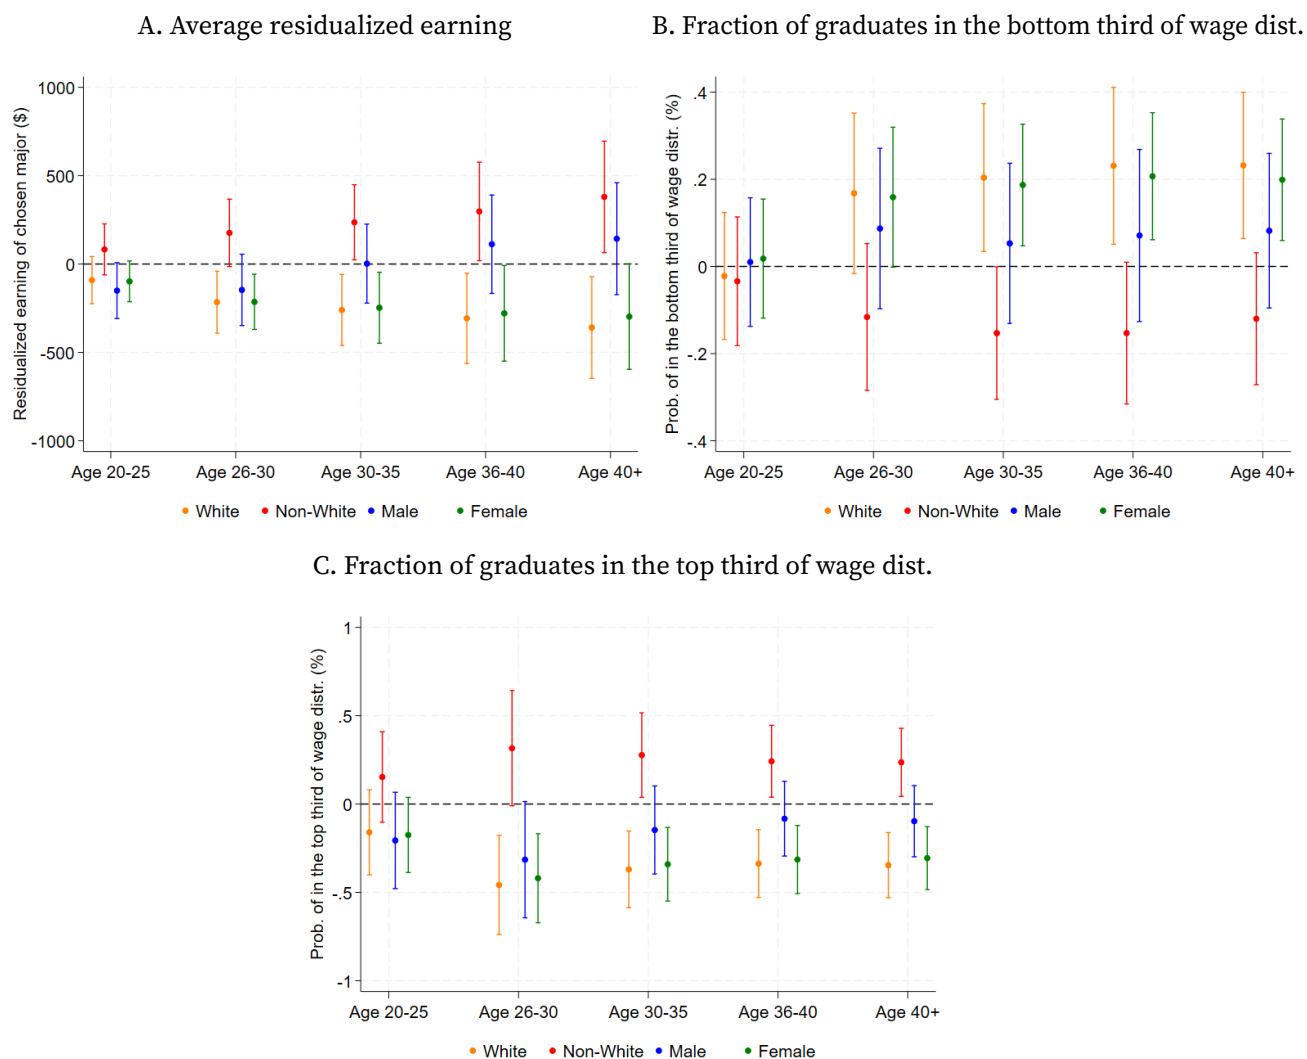 A. Average residualized earning
Residualized earning of chosen major ($)
1000
500
0
-500
-1000
Age 20-25 Age 26-30 Age 30-35 Age 36-40 Age 40+
White Non-White Male Female
B. Fraction of graduates in the bottom third of wage dist.
Prob. of in the bottom third of wage distr. (%)
.4
.2
0
-.2
-.4
Age 20-25 Age 26-30 Age 30-35 Age 36-40 Age 40+
White Non-White Male Female
C. Fraction of graduates in the top third of wage dist.
Prob. of in the top third of wage distr. (%)
1
.5
0
-.5
-1
Age 20-25 Age 26-30 Age 30-35 Age 36-40 Age 40+
White Non-White Male Female